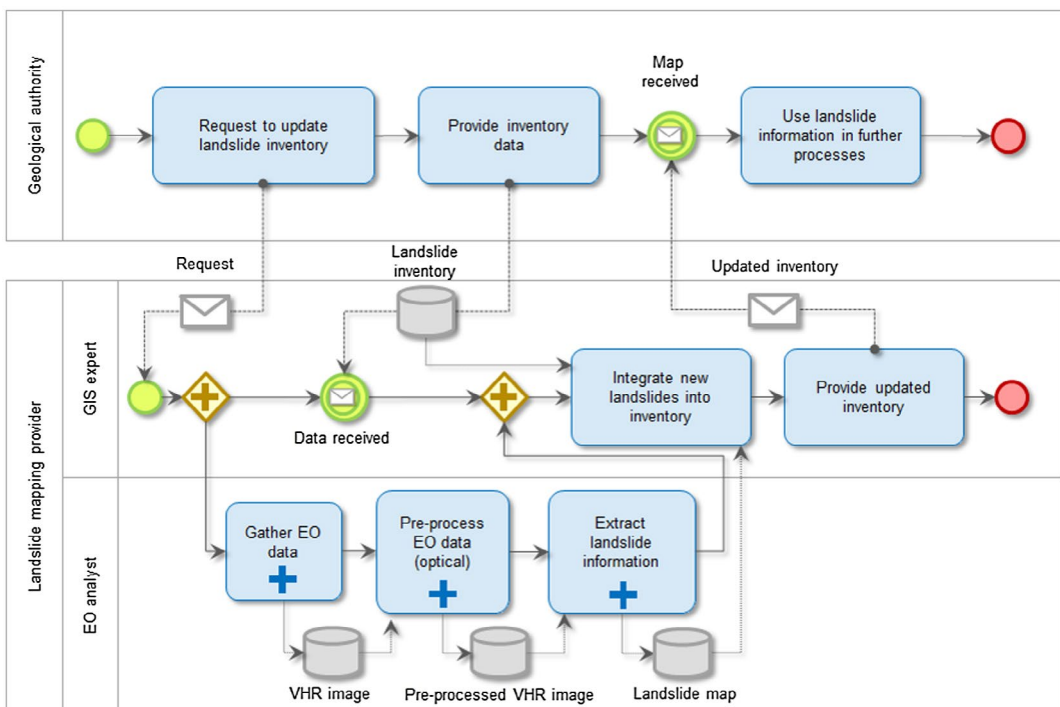 Geological authority
Request to update
landslide inventory
Provide inventory
data
Map
received
Use landslide
information in further
processes
Request
Landslide
inventory
Updated inventory
Landslide mapping provider
GIS expert
Data received
Integrate new
landslides into
inventory
Provide updated
inventory
EO analyst
Gather EO
data
Pre-process
EO data
(optical)
Extract
landslide
information
VHR image
Pre-processed VHR image
Landslide map